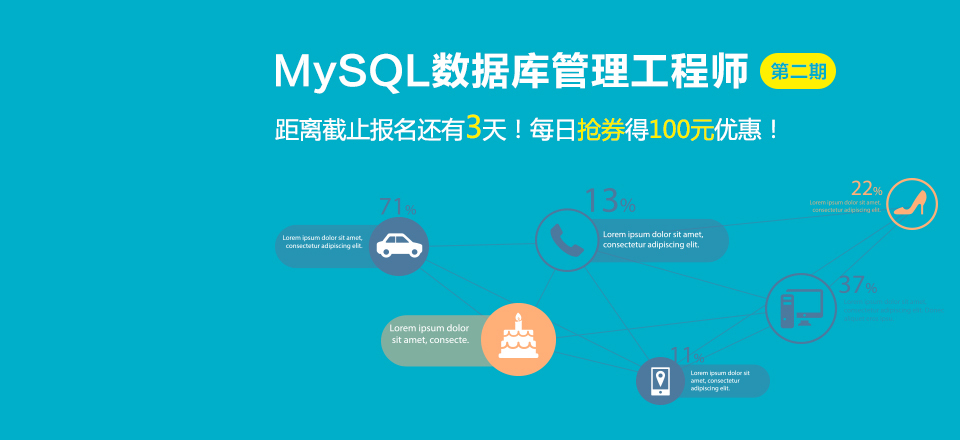 MySQL数据库管理工程师 第二期
距离截止报名还有3天！每日抢券得100元优惠！
22%
Lorem ipsum dolor sit amet,
consectetur adipiscing elit.
13%
71%
Lorem ipsum dolor sit amet,
consectetur adipiscing elit.
Lorem ipsum dolor sit amet,
consectetur adipiscing elit.
37%
Lorem ipsum dolor
sit amet, consecte.
11%
Lorem ipsum dolor sit
amet, consectetur
adipiscing elit.